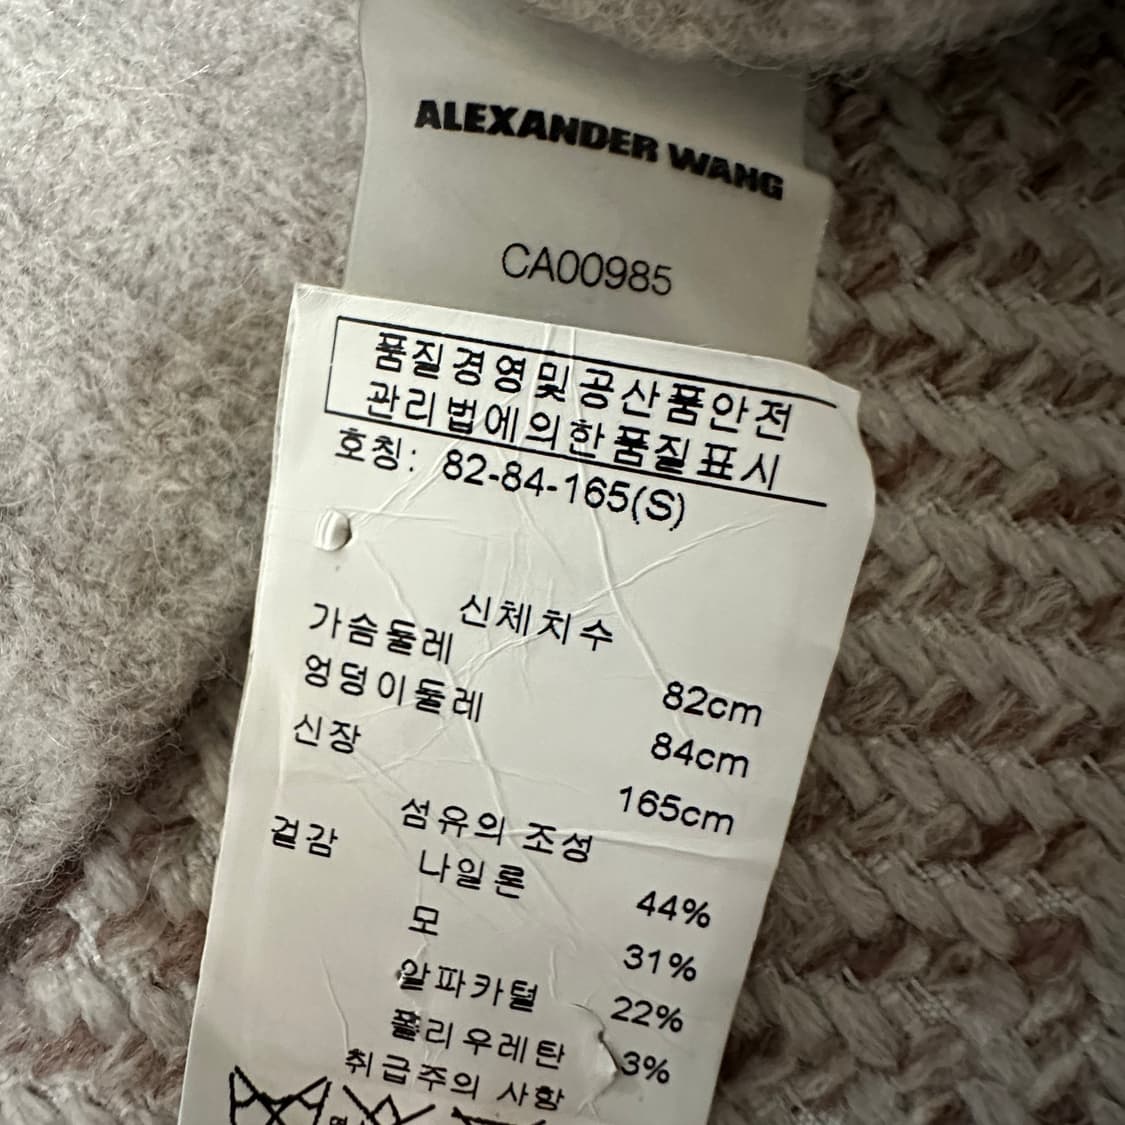 ALEXANDER WANG
CA00985
품질경영및공산품안전
관리법에의한품질표시
호칭: 82-84-165(S)
신체치수
가슴둘레 82cm
엉덩이둘레 84cm
신장 165cm
섬유의 조성
겉감 나일론 44%
모 31%
알파카털 22%
폴리우레탄 3%
취급주의 사항